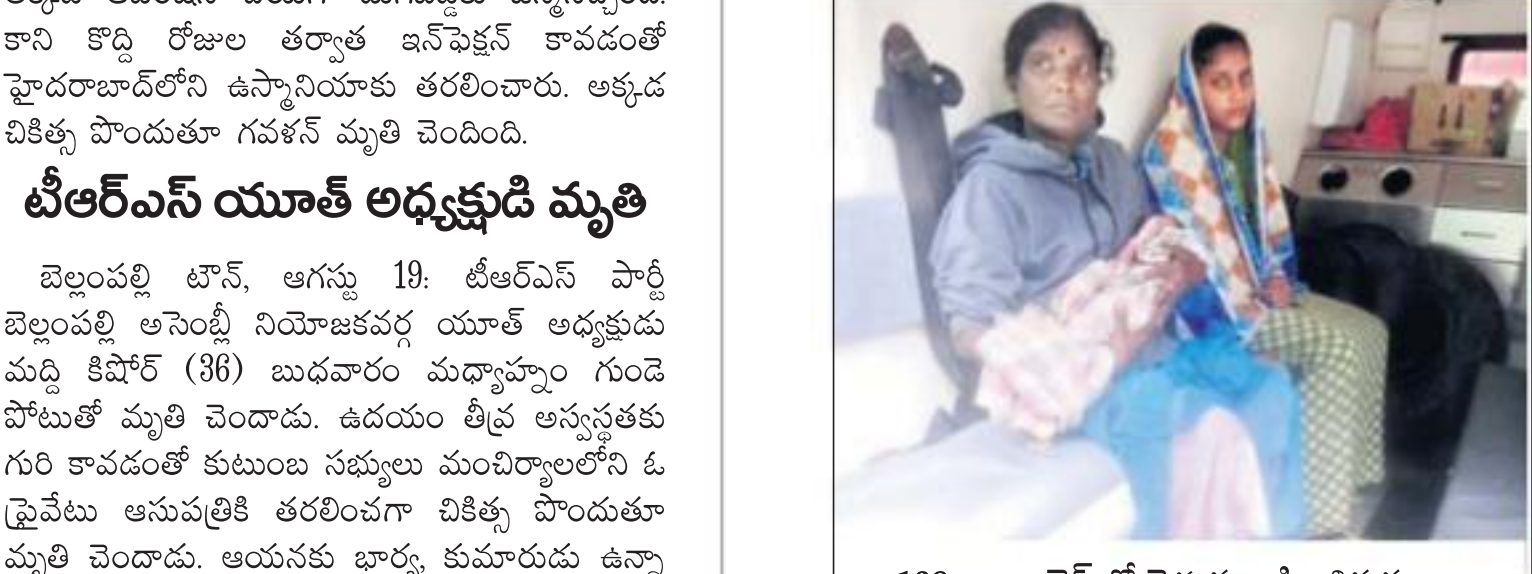 కాని కొద్ది రోజుల తర్వాత ఇన్‌ఫెక్షన్ కావడంతో
హైదరాబాద్‌లోని ఉస్మానియాకు తరలించారు. అక్కడ
చికిత్స పొందుతూ గవళన్ మృతి చెందింది.
టీఆర్ఎస్ యూత్ అధ్యక్షుడి మృతి
బెల్లంపల్లి టౌన్, ఆగస్టు 19: టీఆర్ఎస్ పార్టీ
బెల్లంపల్లి అసెంబ్లీ నియోజకవర్గ యూత్ అధ్యక్షుడు
మద్ది కిషోర్ (36) బుధవారం మధ్యాహ్నం గుండె
పోటుతో మృతి చెందాడు. ఉదయం తీవ్ర అస్వస్థతకు
గురి కావడంతో కుటుంబ సభ్యులు మంచిర్యాలలోని ఓ
ప్రైవేటు ఆసుపత్రికి తరలించగా చికిత్స పొందుతూ
మృతి చెందాడు. ఆయనకు భార్య, కుమారుడు ఉన్నా